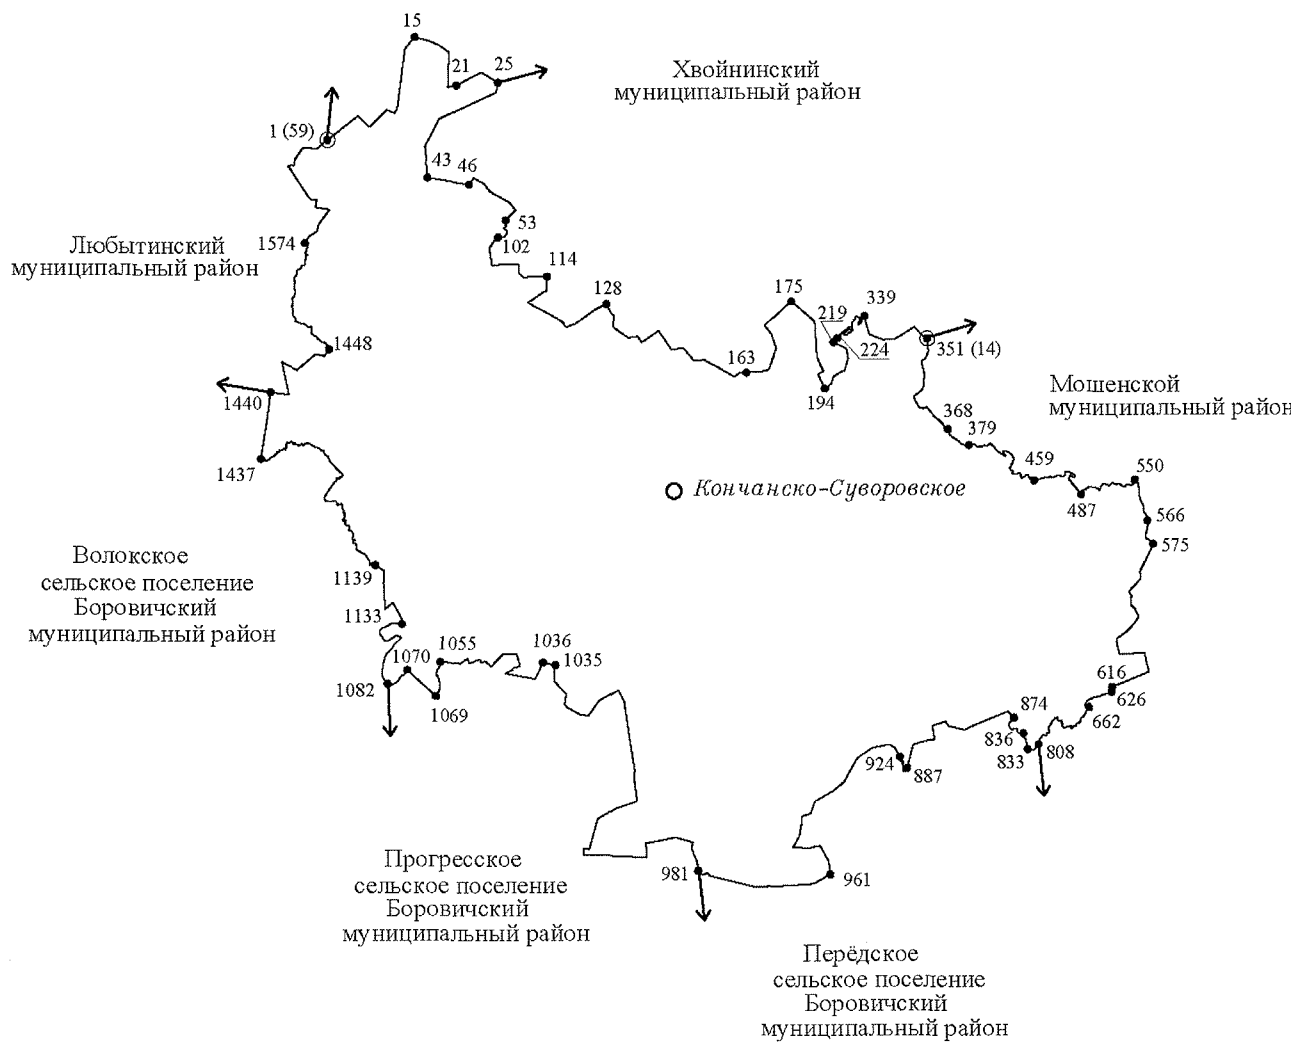 15
21
25
Хвойнинский
муниципальный район
1 (59)
43
46
53
102
Любытинский
муниципальный район
1574
114
128
175
339
219
224
351 (14)
163
194
1448
1440
Мошенской
муниципальный район
368
379
459
550
1437
487
Кончанско-Суворовское
566
575
Волокское
сельское поселение
Боровичский
муниципальный район
1139
1133
1070
1055
1036
1035
1082
1069
616
626
662
874
836
833
808
924
887
981
961
Прогресское
сельское поселение
Боровичский
муниципальный район
Перёдское
сельское поселение
Боровичский
муниципальный район